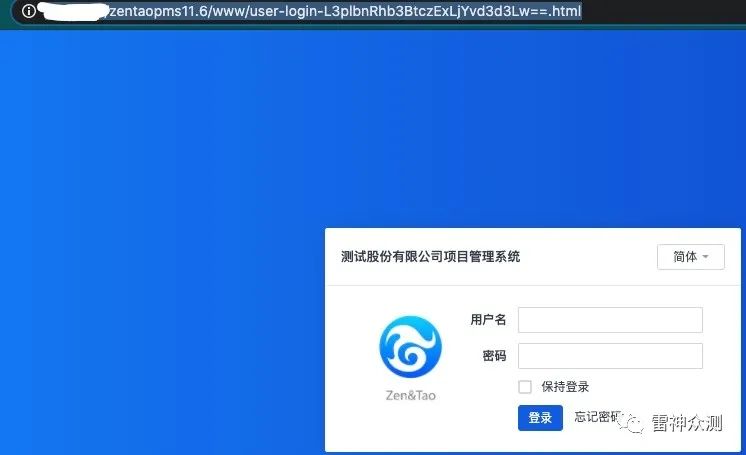 /zentaopms11.6/www/user-login-L3plbnRhb3BtczExLjYvd3d3Lw==.html
测试股份有限公司项目管理系统
简体
用户名
密码
保持登录
登录
忘记密码
Zen&Tao
雷神众测